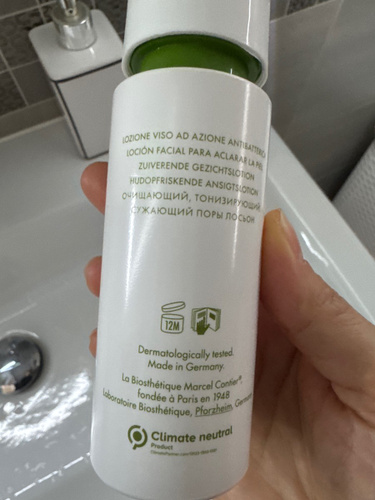 LOZIONE VISO AD AZIONE ANTIBATTERICA
LOCIÓN FACIAL PARA ACLARAR LA PIEL
ZUIVERENDE GEZICHTSLOTION
HUDOPFRISKENDE ANSIGTSLOTION
ОЧИЩАЮЩИЙ, ТОНИЗИРУЮЩИЙ
СУЖАЮЩИЙ ПОРЫ ЛОСЬОН
12M
Dermatologically tested.
Made in Germany.
La Biosthétique Marcel Contier®,
fondée à Paris en 1948
Laboratoire Biosthétique, Pforzheim, Germany
Climate neutral
Product